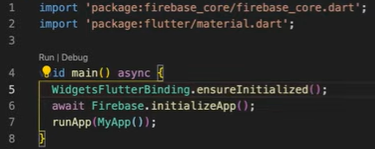 1 import 'package:firebase_core/firebase_core.dart';
2 import 'package:flutter/material.dart';
3
Run | Debug
4 id main() async {
5 WidgetsFlutterBinding.ensureInitialized();
6 await Firebase.initializeApp();
7 runApp(MyApp());
8 }